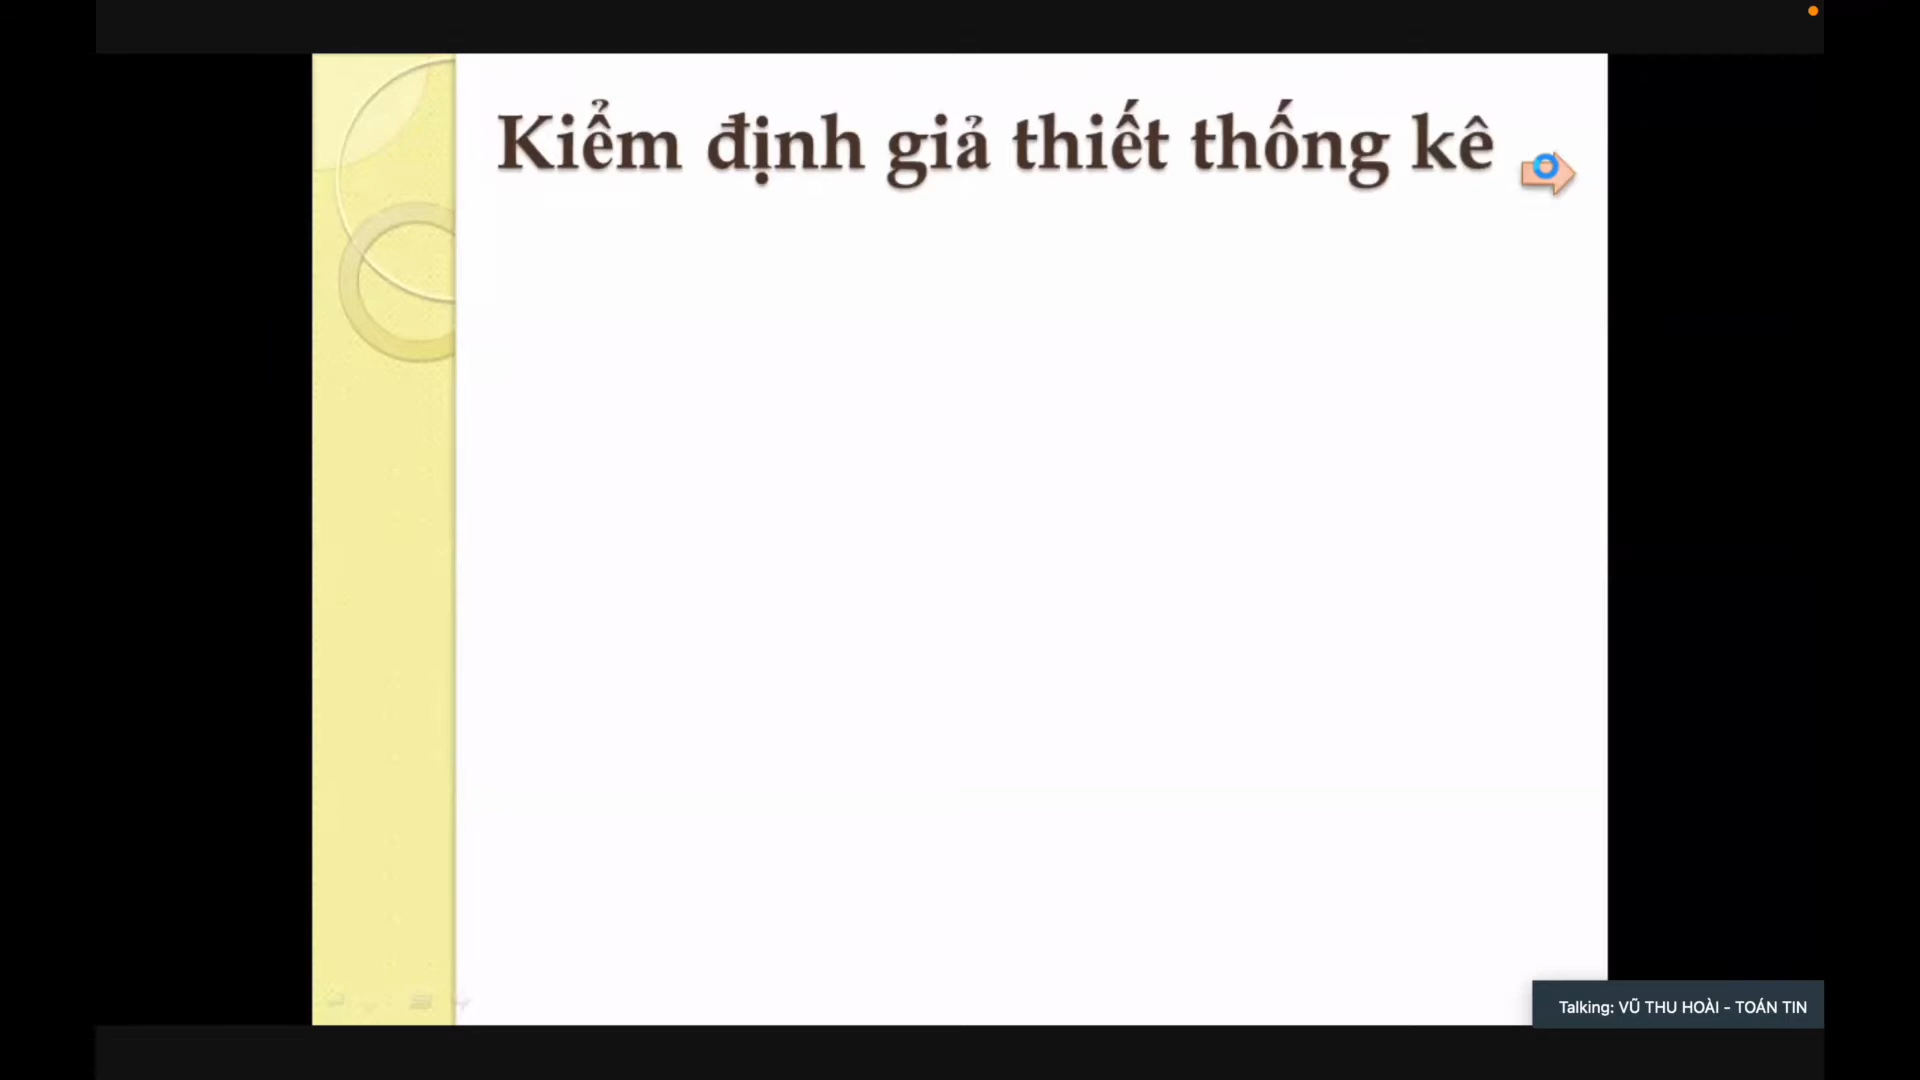 Kiểm định giả thiết thống kê
Talking: VŨ THU HOÀI - TOÁN TIN